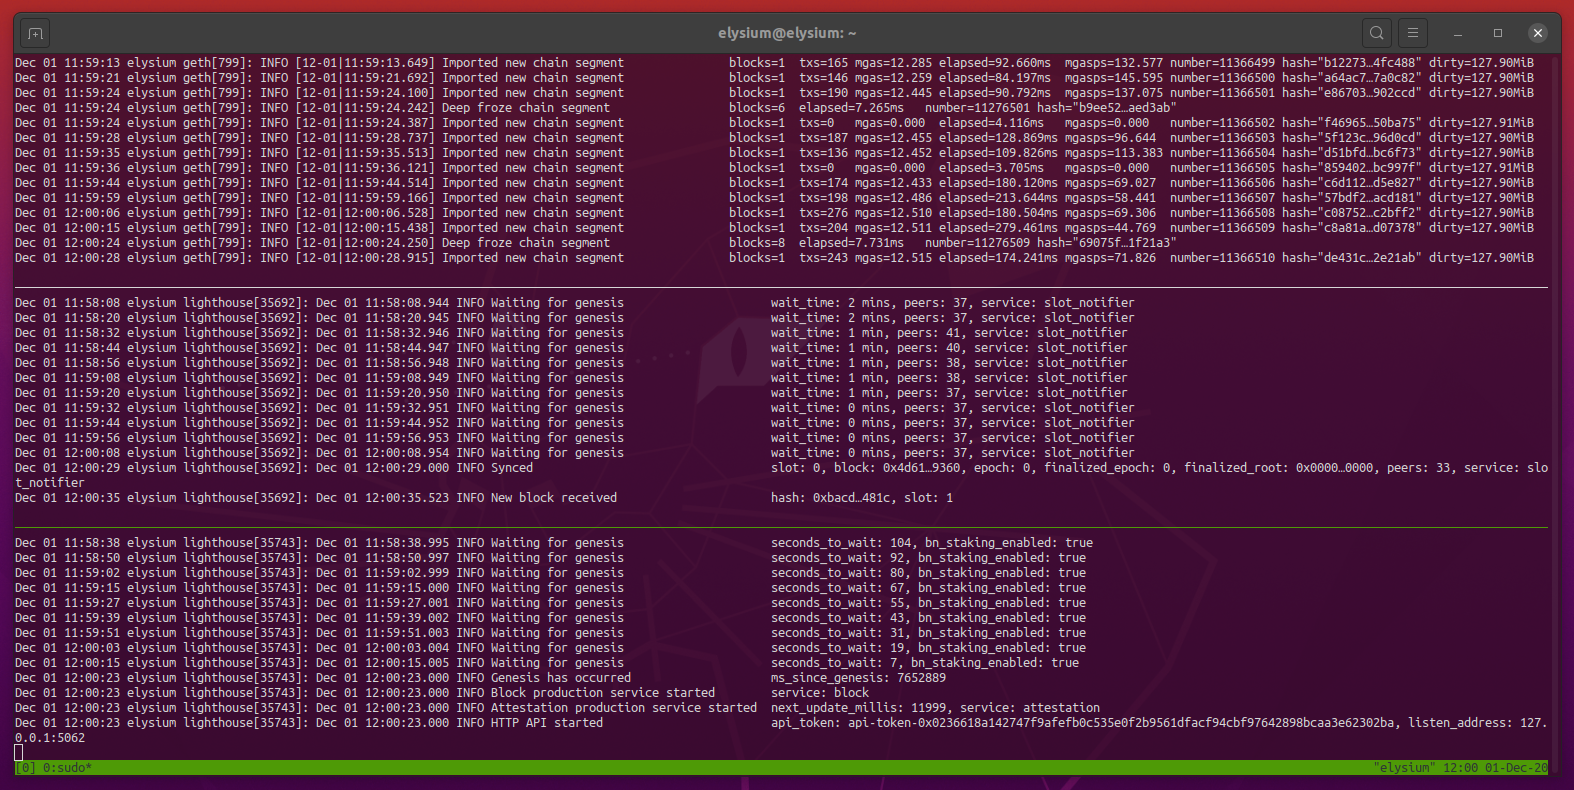 elysium@elysium: ~
Dec 01 11:59:13 elysium geth[799]: INFO [12-01|11:59:13.649] Imported new chain segment blocks=1 txs=165 mgas=12.285 elapsed=92.660ms mgasps=132.577 number=11366499 hash="b12273…4fc488" dirty=127.90MiB
Dec 01 11:59:21 elysium geth[799]: INFO [12-01|11:59:21.692] Imported new chain segment blocks=1 txs=146 mgas=12.259 elapsed=84.197ms mgasps=145.595 number=11366500 hash="a64ac7…7a0c82" dirty=127.90MiB
Dec 01 11:59:24 elysium geth[799]: INFO [12-01|11:59:24.100] Imported new chain segment blocks=1 txs=190 mgas=12.445 elapsed=90.792ms mgasps=137.075 number=11366501 hash="e86703…902ccd" dirty=127.90MiB
Dec 01 11:59:24 elysium geth[799]: INFO [12-01|11:59:24.242] Deep froze chain segment blocks=6 elapsed=7.265ms number=11276501 hash="b9ee52…aed3ab"
Dec 01 11:59:24 elysium geth[799]: INFO [12-01|11:59:24.387] Imported new chain segment blocks=1 txs=0 mgas=0.000 elapsed=4.116ms mgasps=0.000 number=11366502 hash="f46965…50ba75" dirty=127.91MiB
Dec 01 11:59:28 elysium geth[799]: INFO [12-01|11:59:28.737] Imported new chain segment blocks=1 txs=187 mgas=12.455 elapsed=128.869ms mgasps=96.644 number=11366503 hash="5f123c…96d0cd" dirty=127.90MiB
Dec 01 11:59:35 elysium geth[799]: INFO [12-01|11:59:35.513] Imported new chain segment blocks=1 txs=136 mgas=12.452 elapsed=109.826ms mgasps=113.383 number=11366504 hash="d51bfd…bc6f73" dirty=127.90MiB
Dec 01 11:59:36 elysium geth[799]: INFO [12-01|11:59:36.121] Imported new chain segment blocks=1 txs=0 mgas=0.000 elapsed=3.705ms mgasps=0.000 number=11366505 hash="859402…bc997f" dirty=127.91MiB
Dec 01 11:59:44 elysium geth[799]: INFO [12-01|11:59:44.514] Imported new chain segment blocks=1 txs=174 mgas=12.433 elapsed=180.120ms mgasps=69.027 number=11366506 hash="c6d112…d5e827" dirty=127.90MiB
Dec 01 11:59:59 elysium geth[799]: INFO [12-01|11:59:59.166] Imported new chain segment blocks=1 txs=198 mgas=12.486 elapsed=213.644ms mgasps=58.441 number=11366507 hash="57bdf2…acd181" dirty=127.90MiB
Dec 01 12:00:06 elysium geth[799]: INFO [12-01|12:00:06.528] Imported new chain segment blocks=1 txs=276 mgas=12.510 elapsed=180.504ms mgasps=69.306 number=11366508 hash="c08752…c2bff2" dirty=127.90MiB
Dec 01 12:00:15 elysium geth[799]: INFO [12-01|12:00:15.438] Imported new chain segment blocks=1 txs=204 mgas=12.511 elapsed=279.461ms mgasps=44.769 number=11366509 hash="c8a81a…d07378" dirty=127.90MiB
Dec 01 12:00:24 elysium geth[799]: INFO [12-01|12:00:24.250] Deep froze chain segment blocks=8 elapsed=7.731ms number=11276509 hash="69075f…1f21a3"
Dec 01 12:00:28 elysium geth[799]: INFO [12-01|12:00:28.915] Imported new chain segment blocks=1 txs=243 mgas=12.515 elapsed=174.241ms mgasps=71.826 number=11366510 hash="de431c…2e21ab" dirty=127.90MiB
Dec 01 11:58:08 elysium lighthouse[35692]: Dec 01 11:58:08.944 INFO Waiting for genesis wait_time: 2 mins, peers: 37, service: slot_notifier
Dec 01 11:58:20 elysium lighthouse[35692]: Dec 01 11:58:20.945 INFO Waiting for genesis wait_time: 2 mins, peers: 37, service: slot_notifier
Dec 01 11:58:32 elysium lighthouse[35692]: Dec 01 11:58:32.946 INFO Waiting for genesis wait_time: 1 min, peers: 41, service: slot_notifier
Dec 01 11:58:44 elysium lighthouse[35692]: Dec 01 11:58:44.947 INFO Waiting for genesis wait_time: 1 min, peers: 40, service: slot_notifier
Dec 01 11:58:56 elysium lighthouse[35692]: Dec 01 11:58:56.948 INFO Waiting for genesis wait_time: 1 min, peers: 38, service: slot_notifier
Dec 01 11:59:08 elysium lighthouse[35692]: Dec 01 11:59:08.949 INFO Waiting for genesis wait_time: 1 min, peers: 38, service: slot_notifier
Dec 01 11:59:20 elysium lighthouse[35692]: Dec 01 11:59:20.950 INFO Waiting for genesis wait_time: 1 min, peers: 37, service: slot_notifier
Dec 01 11:59:32 elysium lighthouse[35692]: Dec 01 11:59:32.951 INFO Waiting for genesis wait_time: 0 mins, peers: 37, service: slot_notifier
Dec 01 11:59:44 elysium lighthouse[35692]: Dec 01 11:59:44.952 INFO Waiting for genesis wait_time: 0 mins, peers: 37, service: slot_notifier
Dec 01 11:59:56 elysium lighthouse[35692]: Dec 01 11:59:56.953 INFO Waiting for genesis wait_time: 0 mins, peers: 37, service: slot_notifier
Dec 01 12:00:08 elysium lighthouse[35692]: Dec 01 12:00:08.954 INFO Waiting for genesis wait_time: 0 mins, peers: 37, service: slot_notifier
Dec 01 12:00:29 elysium lighthouse[35692]: Dec 01 12:00:29.000 INFO Synced slot: 0, block: 0x4d61…9360, epoch: 0, finalized_epoch: 0, finalized_root: 0x0000…0000, peers: 33, service: slo
t_notifier
Dec 01 12:00:35 elysium lighthouse[35692]: Dec 01 12:00:35.523 INFO New block received hash: 0xbacd…481c, slot: 1
Dec 01 11:58:38 elysium lighthouse[35743]: Dec 01 11:58:38.995 INFO Waiting for genesis seconds_to_wait: 104, bn_staking_enabled: true
Dec 01 11:58:50 elysium lighthouse[35743]: Dec 01 11:58:50.997 INFO Waiting for genesis seconds_to_wait: 92, bn_staking_enabled: true
Dec 01 11:59:02 elysium lighthouse[35743]: Dec 01 11:59:02.999 INFO Waiting for genesis seconds_to_wait: 80, bn_staking_enabled: true
Dec 01 11:59:15 elysium lighthouse[35743]: Dec 01 11:59:15.000 INFO Waiting for genesis seconds_to_wait: 67, bn_staking_enabled: true
Dec 01 11:59:27 elysium lighthouse[35743]: Dec 01 11:59:27.001 INFO Waiting for genesis seconds_to_wait: 55, bn_staking_enabled: true
Dec 01 11:59:39 elysium lighthouse[35743]: Dec 01 11:59:39.002 INFO Waiting for genesis seconds_to_wait: 43, bn_staking_enabled: true
Dec 01 11:59:51 elysium lighthouse[35743]: Dec 01 11:59:51.003 INFO Waiting for genesis seconds_to_wait: 31, bn_staking_enabled: true
Dec 01 12:00:03 elysium lighthouse[35743]: Dec 01 12:00:03.004 INFO Waiting for genesis seconds_to_wait: 19, bn_staking_enabled: true
Dec 01 12:00:15 elysium lighthouse[35743]: Dec 01 12:00:15.005 INFO Waiting for genesis seconds_to_wait: 7, bn_staking_enabled: true
Dec 01 12:00:23 elysium lighthouse[35743]: Dec 01 12:00:23.000 INFO Genesis has occurred ms_since_genesis: 7652889
Dec 01 12:00:23 elysium lighthouse[35743]: Dec 01 12:00:23.000 INFO Block production service started service: block
Dec 01 12:00:23 elysium lighthouse[35743]: Dec 01 12:00:23.000 INFO Attestation production service started next_update_millis: 11999, service: attestation
Dec 01 12:00:23 elysium lighthouse[35743]: Dec 01 12:00:23.000 INFO HTTP API started api_token: api-token-0x0236618a142747f9afefb0c535e0f2b9561dfacf94cbf97642898bcaa3e62302ba, listen_address: 127.
0.0.1:5062
[0] 0:sudo* "elysium" 12:00 01-Dec-20